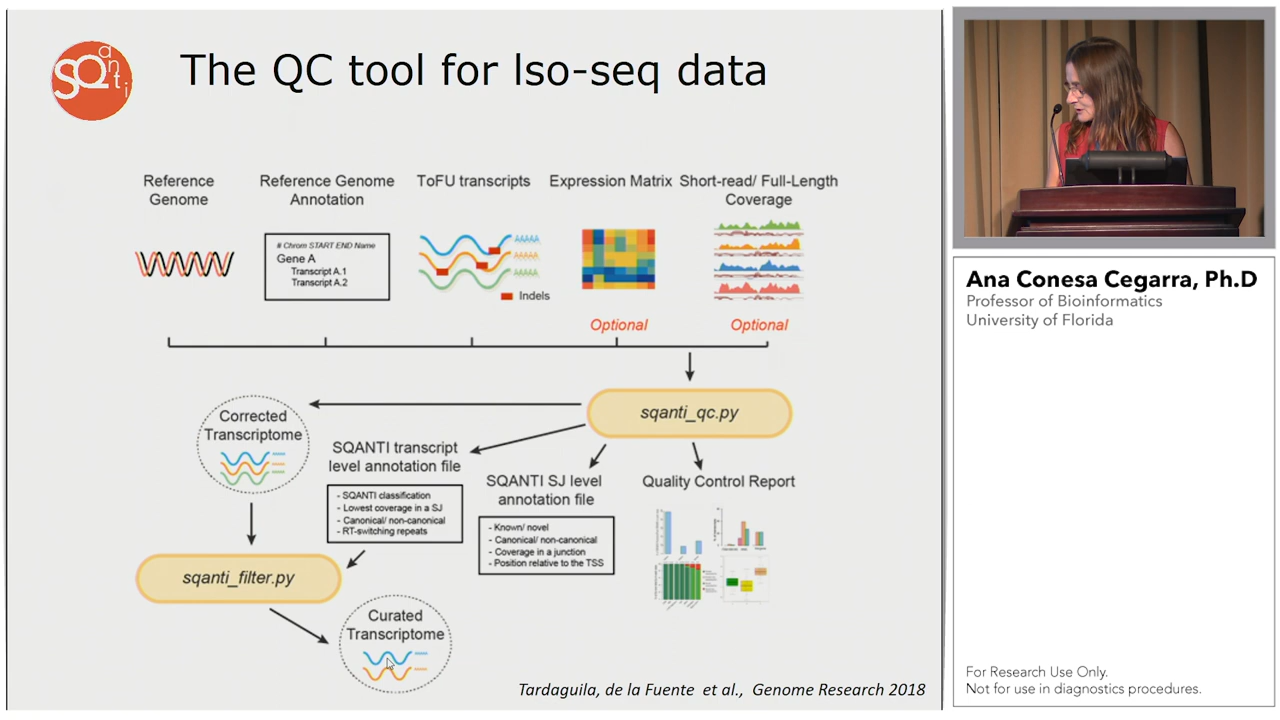 SQanti
The QC tool for Iso-seq data
Reference
Genome
Reference Genome
Annotation
ToFU transcripts
Expression Matrix
Short-read/ Full-Length
Coverage
# Chrom START END Name
Gene A
Transcript A.1
Transcript A.2
AAAAA
AAAAA
AAAAA
Indels
Optional
Optional
sqanti_qc.py
Corrected
Transcriptome
SQANTI transcript
level annotation file
- SQANTI classification
- Lowest coverage in a SJ
- Canonical/ non-canonical
- RT-switching repeats
SQANTI SJ level
annotation file
- Known/ novel
- Canonical/ non-canonical
- Coverage in a junction
- Position relative to the TSS
Quality Control Report
sqanti_filter.py
Curated
Transcriptome
Tardaguila, de la Fuente et al., Genome Research 2018
Ana Conesa Cegarra, Ph.D
Professor of Bioinformatics
University of Florida
For Research Use Only.
Not for use in diagnostics procedures.